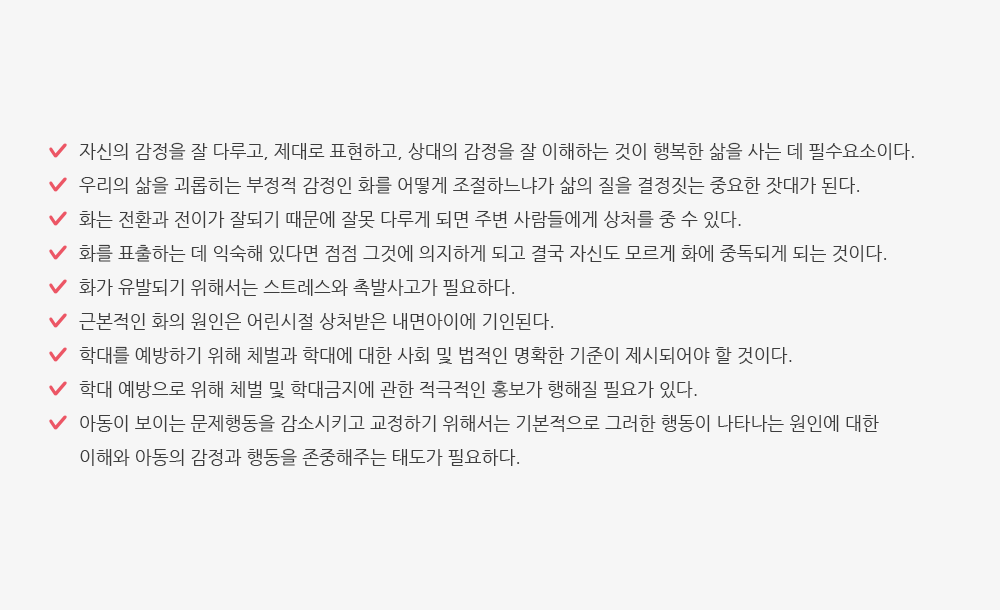 자신의 감정을 잘 다루고, 제대로 표현하고, 상대의 감정을 잘 이해하는 것이 행복한 삶을 사는 데 필수요소이다.
우리의 삶을 괴롭히는 부정적 감정인 화를 어떻게 조절하느냐가 삶의 질을 결정짓는 중요한 잣대가 된다.
화는 전환과 전이가 잘되기 때문에 잘못 다루게 되면 주변 사람들에게 상처를 중 수 있다.
화를 표출하는 데 익숙해 있다면 점점 그것에 의지하게 되고 결국 자신도 모르게 화에 중독되게 되는 것이다.
화가 유발되기 위해서는 스트레스와 촉발사고가 필요하다.
근본적인 화의 원인은 어린시절 상처받은 내면아이에 기인된다.
학대를 예방하기 위해 체벌과 학대에 대한 사회 및 법적인 명확한 기준이 제시되어야 할 것이다.
학대 예방으로 위해 체벌 및 학대금지에 관한 적극적인 홍보가 행해질 필요가 있다.
아동이 보이는 문제행동을 감소시키고 교정하기 위해서는 기본적으로 그러한 행동이 나타나는 원인에 대한
이해와 아동의 감정과 행동을 존중해주는 태도가 필요하다.